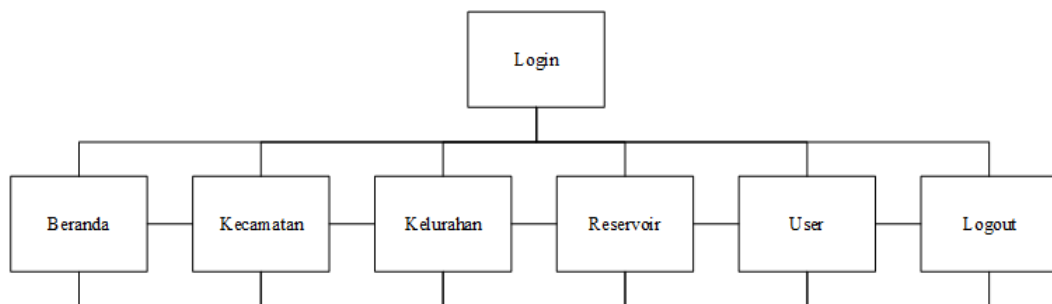 Login
Beranda
Kecamatan
Kelurahan
Reservoir
User
Logout